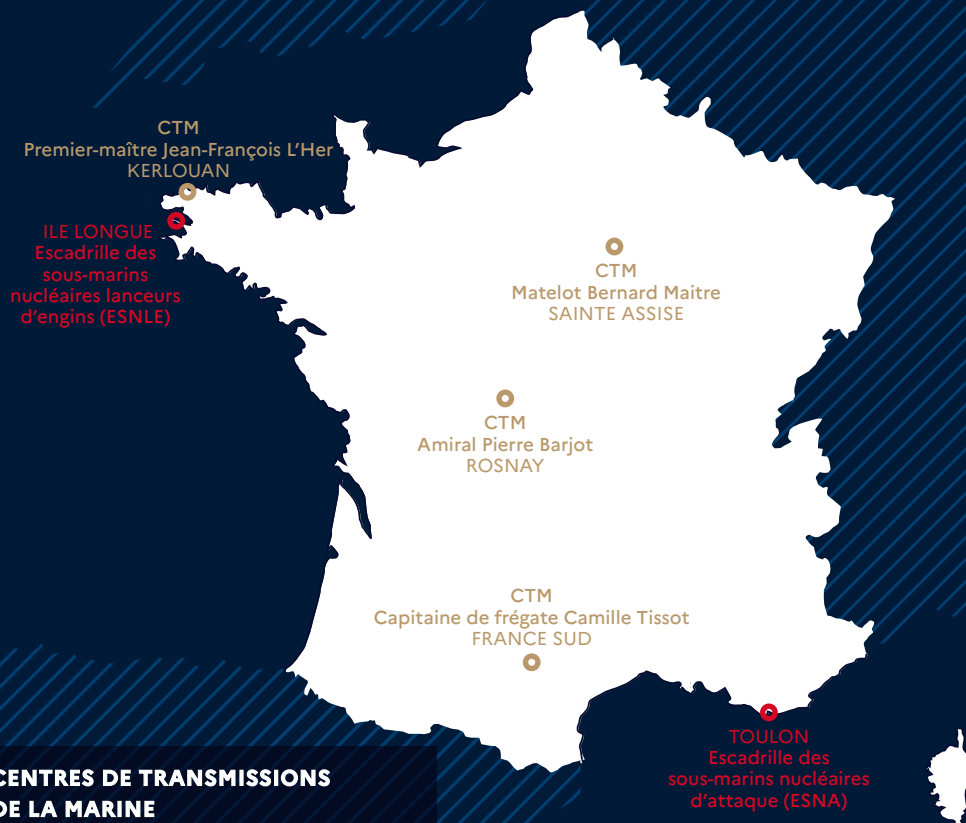 CTM
Premier-maître Jean-François L'Her
KERLOUAN
ILE LONGUE
Escadrille des
sous-marins
nucléaires lanceurs
d'engins (ESNLE)
CTM
Matelot Bernard Maitre
SAINTE ASSISE
CTM
Amiral Pierre Barjot
ROSNAY
CTM
Capitaine de frégate Camille Tissot
FRANCE SUD
TOULON
Escadrille des
sous-marins nucléaires
d'attaque (ESNA)
CENTRES DE TRANSMISSIONS
DE LA MARINE